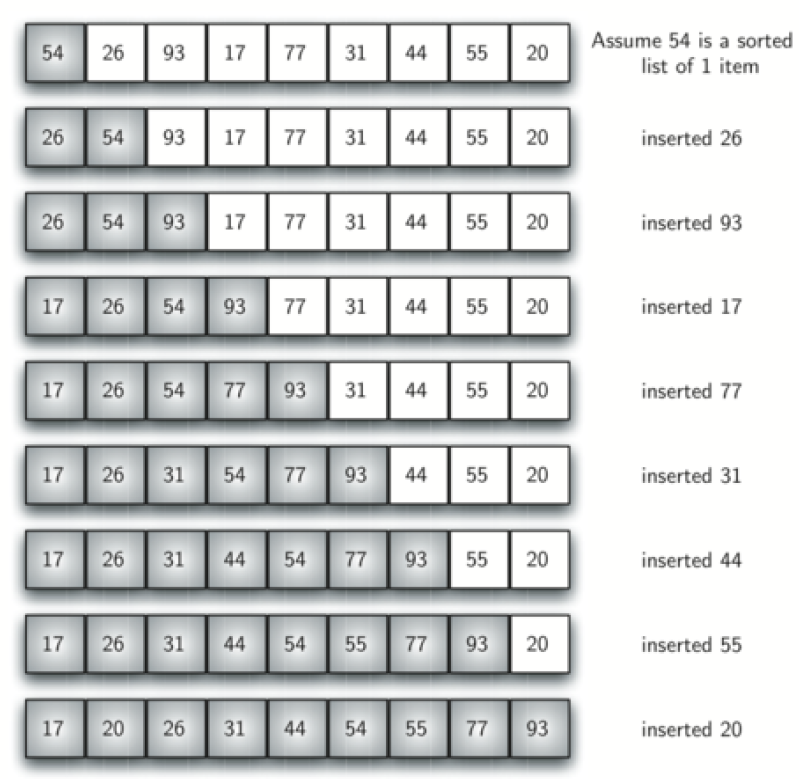 54 26 93 17 77 31 44 55 20 Assume 54 is a sorted
list of 1 item
26 54 93 17 77 31 44 55 20 inserted 26
26 54 93 17 77 31 44 55 20 inserted 93
17 26 54 93 77 31 44 55 20 inserted 17
17 26 54 77 93 31 44 55 20 inserted 77
17 26 31 54 77 93 44 55 20 inserted 31
17 26 31 44 54 77 93 55 20 inserted 44
17 26 31 44 54 55 77 93 20 inserted 55
17 20 26 31 44 54 55 77 93 inserted 20